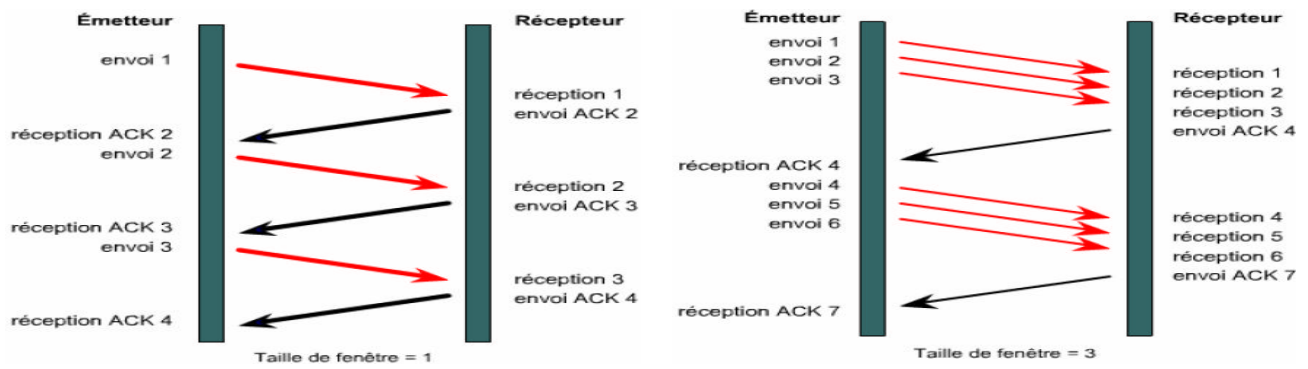 Émetteur
Récepteur
envoi 1
réception 1
envoi ACK 2
réception ACK 2
envoi 2
réception 2
envoi ACK 3
réception ACK 3
envoi 3
réception 3
envoi ACK 4
réception ACK 4
Taille de fenêtre = 1
Émetteur
Récepteur
envoi 1
envoi 2
envoi 3
réception 1
réception 2
réception 3
envoi ACK 4
réception ACK 4
envoi 4
envoi 5
envoi 6
réception 4
réception 5
réception 6
envoi ACK 7
réception ACK 7
Taille de fenêtre = 3